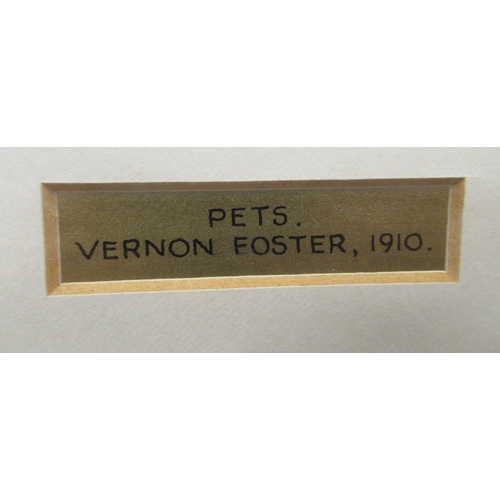 PETS.
VERNON FOSTER, 1910.